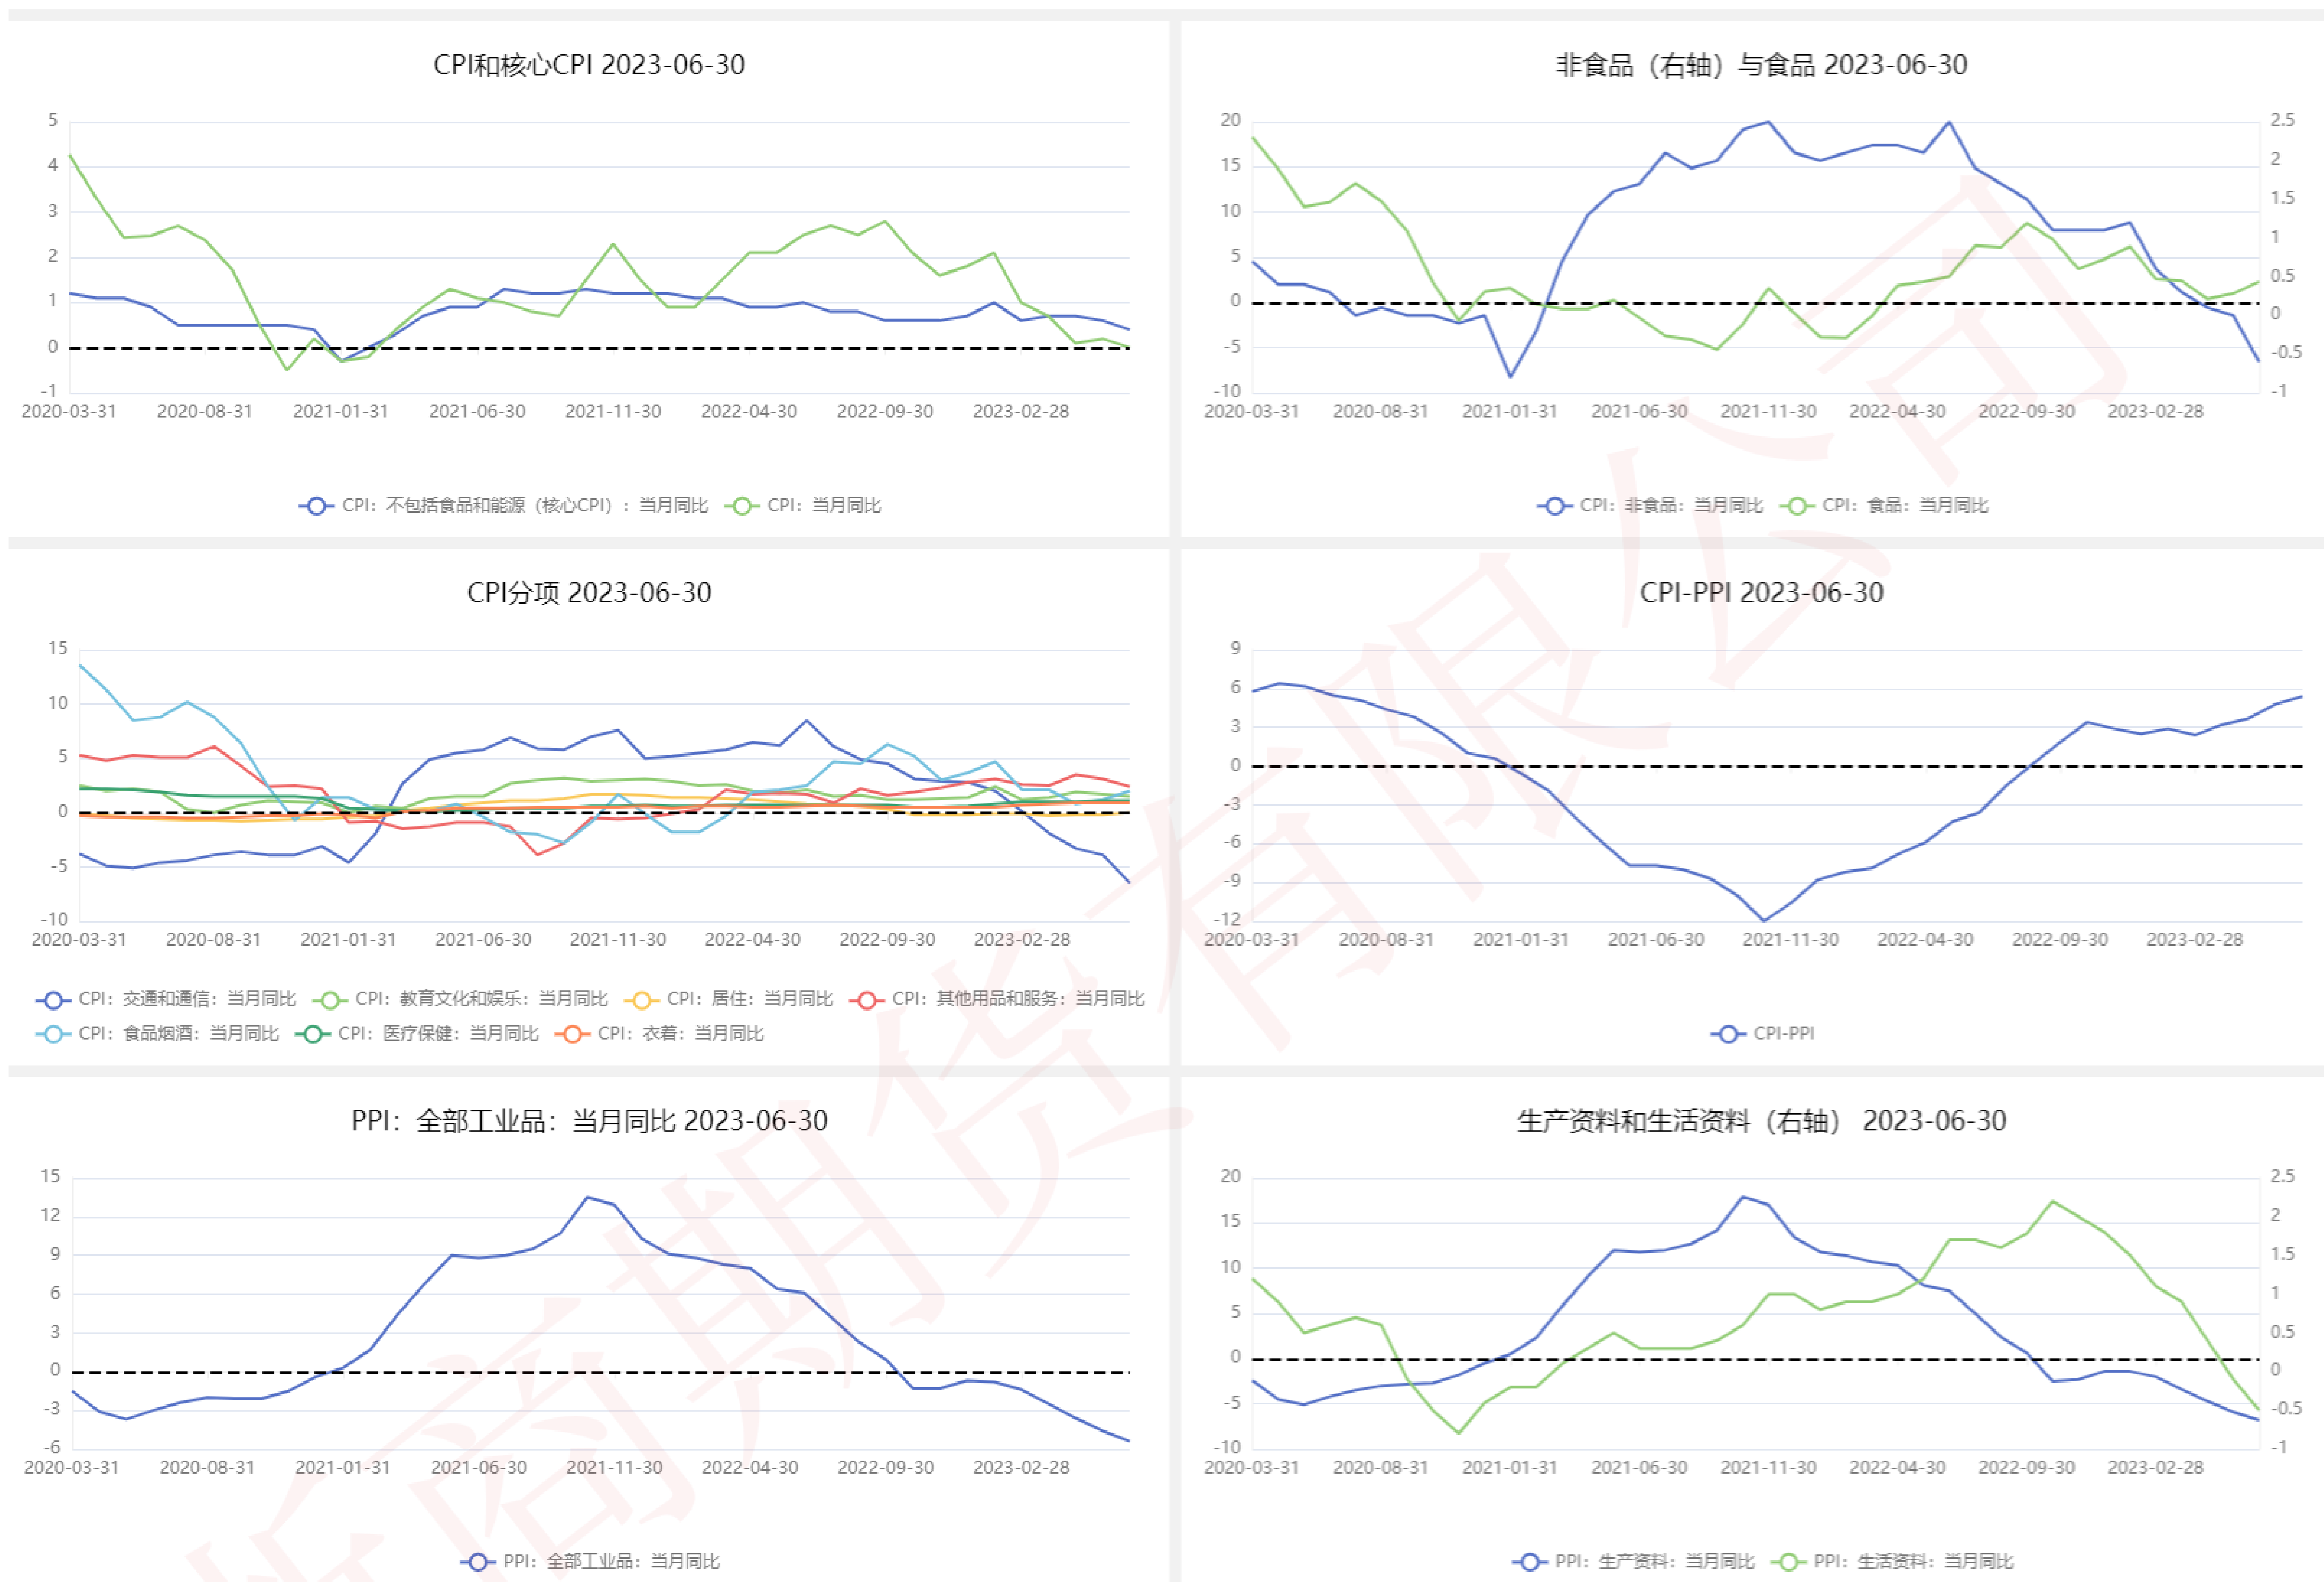 CPI和核心CPI 2023-06-30
5
4
3
2
1
0
-1
2020-03-31 2020-08-31 2021-01-31 2021-06-30 2021-11-30 2022-04-30 2022-09-30 2023-02-28
CPI：不包括食品和能源（核心CPI）：当月同比 CPI：当月同比
非食品（右轴）与食品 2023-06-30
20 2.5
15 2
10 1.5
5 1
0 0.5
-5 0
-10 -0.5
-1
2020-03-31 2020-08-31 2021-01-31 2021-06-30 2021-11-30 2022-04-30 2022-09-30 2023-02-28
CPI：非食品：当月同比 CPI：食品：当月同比
CPI分项 2023-06-30
15
10
5
0
-5
-10
2020-03-31 2020-08-31 2021-01-31 2021-06-30 2021-11-30 2022-04-30 2022-09-30 2023-02-28
CPI：交通和通信：当月同比 CPI：教育文化和娱乐：当月同比 CPI：居住：当月同比 CPI：其他用品和服务：当月同比
CPI：食品烟酒：当月同比 CPI：医疗保健：当月同比 CPI：衣着：当月同比
CPI-PPI 2023-06-30
9
6
3
0
-3
-6
-9
-12
2020-03-31 2020-08-31 2021-01-31 2021-06-30 2021-11-30 2022-04-30 2022-09-30 2023-02-28
CPI-PPI
PPI：全部工业品：当月同比 2023-06-30
15
12
9
6
3
0
-3
-6
2020-03-31 2020-08-31 2021-01-31 2021-06-30 2021-11-30 2022-04-30 2022-09-30 2023-02-28
PPI：全部工业品：当月同比
生产资料和生活资料（右轴） 2023-06-30
20 2.5
15 2
10 1.5
5 1
0 0.5
-5 0
-10 -0.5
-1
2020-03-31 2020-08-31 2021-01-31 2021-06-30 2021-11-30 2022-04-30 2022-09-30 2023-02-28
PPI：生产资料：当月同比 PPI：生活资料：当月同比
商期货有限公司